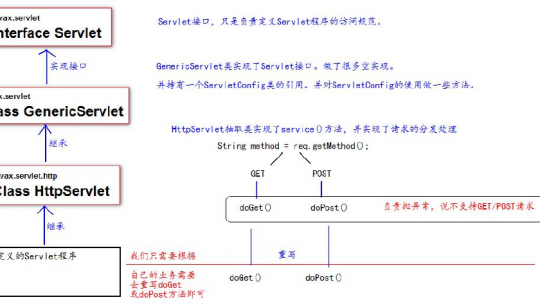 vax.servlet
nterface Servlet
Servlet接口，只是负责定义Servlet程序的访问规范。
实现接口
x.servlet
ass GenericServlet
GenericServlet类实现了Servlet接口。做了很多空实现。
并持有一个ServletConfig类的引用。并对ServletConfig的使用做一些方法.
继承
HttpServlet抽取类实现了service()方法，并实现了请求的分发处理
String method = req.getMethod();
GET
POST
vax.servlet.http
Class HttpServlet
doGet()
doPost()
负责抛异常，说不支持GET/POST请求
继承
定义的Servlet程序
我们只需要根据
重写
自己的业务需要
去重写doGet
或doPost方法即可
doGet()
doPost()